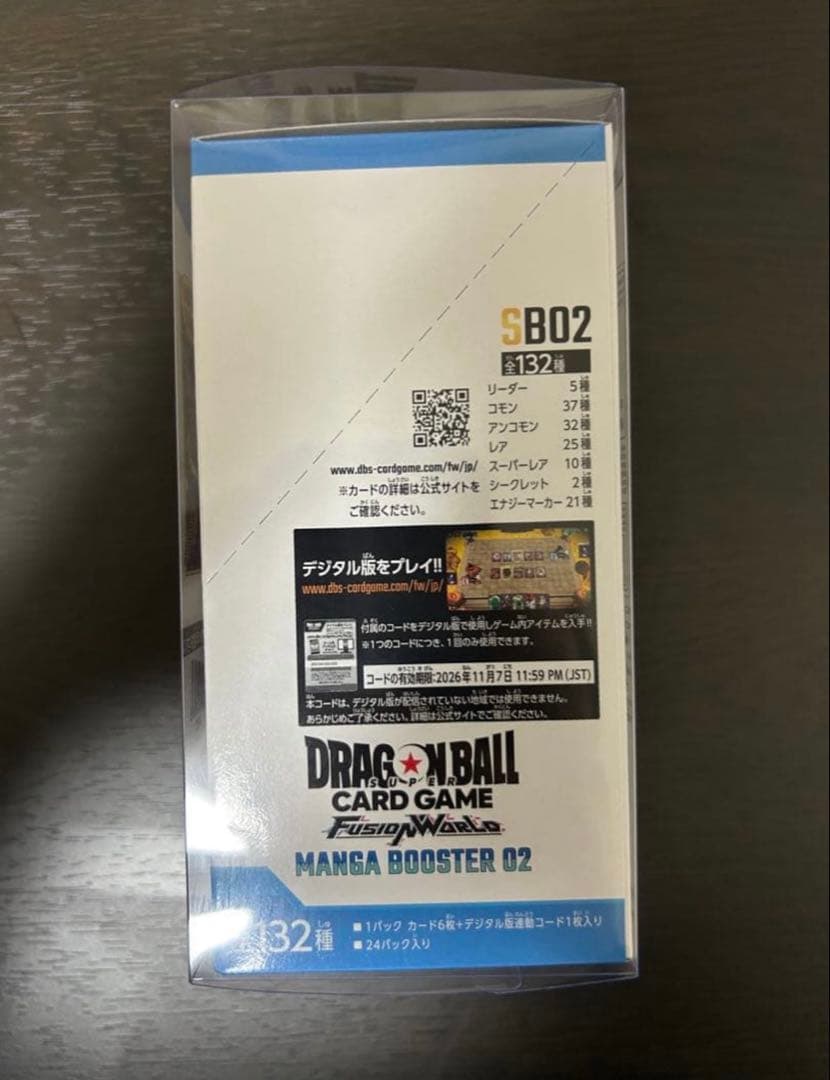 SB02
全132種
リーダー 5種
コモン 37種
アンコモン 32種
レア 25種
スーパーレア 10種
シークレット 2種
エナジーマーカー 21種
www.dbs-cardgame.com/fw/jp/
※カードの詳細は公式サイトを
ご確認ください。
デジタル版をプレイ!!
www.dbs-cardgame.com/fw/jp/
付属のコードをデジタル版で使用しゲーム内アイテムを入手!!
※1つのコードにつき、1回のみ使用できます。
コードの有効期限:2026年11月7日 11:59 PM (JST)
本コードは、デジタル版が配信されていない地域では使用できません。
あらかじめご了承ください。詳細は公式サイトでご確認ください。
DRAGON BALL
SUPER
CARD GAME
FUSION WORLD
MANGA BOOSTER 02
132種
■1パック カード6枚+デジタル版連動コード1枚入り
■24パック入り